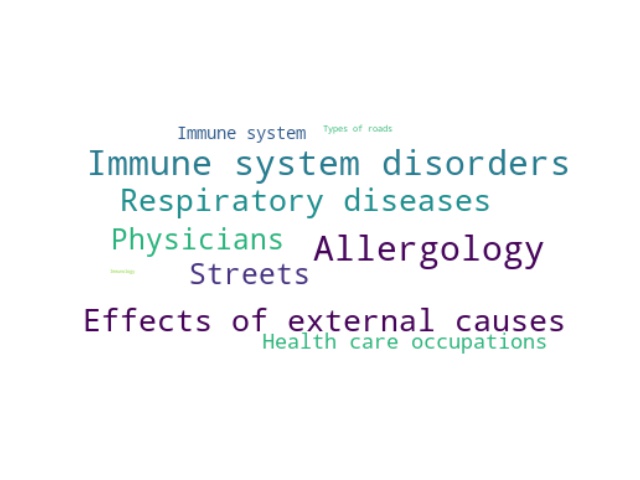 Immune system
Types of roads
Immune system disorders
Respiratory diseases
Physicians
Allergology
Streets
Effects of external causes
Health care occupations